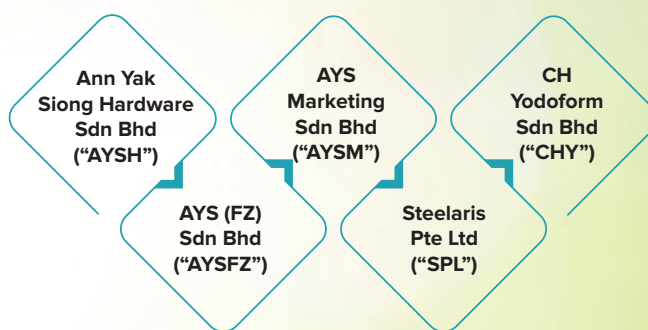 Ann Yak
Siong Hardware
Sdn Bhd
(“AYSH”)
AYS (FZ)
Sdn Bhd
(“AYSFZ”)
AYS
Marketing
Sdn Bhd
(“AYSM”)
Steelaris
Pte Ltd
(“SPL”)
CH
Yodoform
Sdn Bhd
(“CHY”)